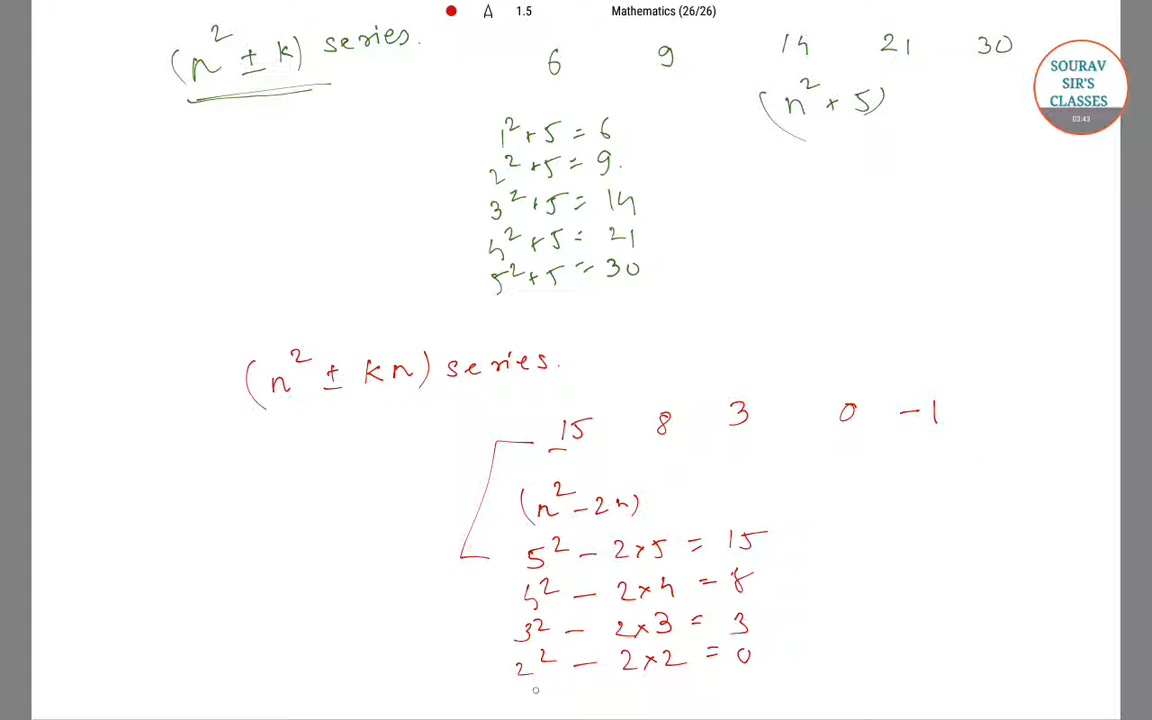 A 1.5 Mathematics (26/26)
(n² ± k) series.
6 9 14 21 30
(n² + 5)
SOURAV
SIR'S
CLASSES
03:43
1² + 5 = 6
2² + 5 = 9.
3² + 5 = 14
4² + 5 = 21
5² + 5 = 30
(n² ± kn) series.
15 8 3 0 -1
(n² - 2n)
5² - 2×5 = 15
4² - 2×4 = 8
3² - 2×3 = 3
2² - 2×2 = 0